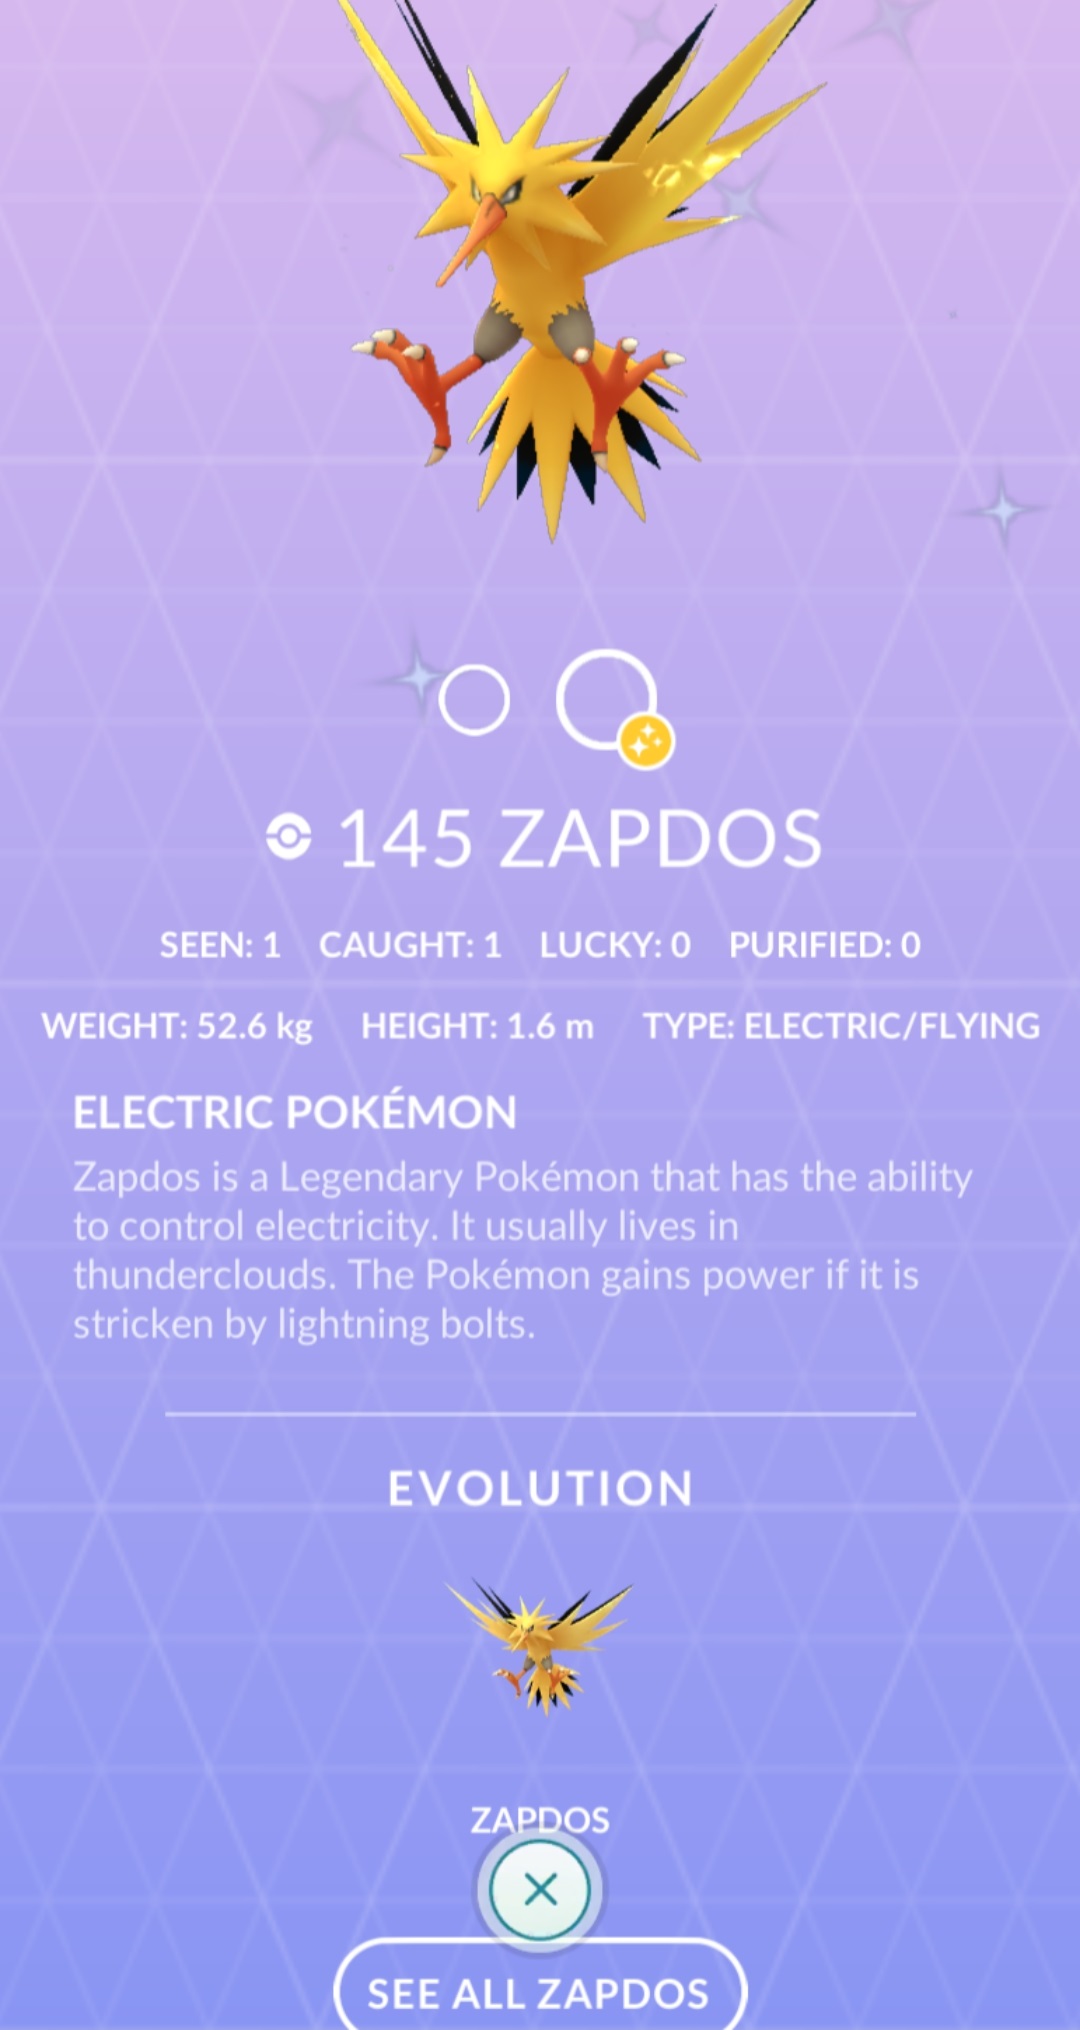 145 ZAPDOS
SEEN: 1 CAUGHT: 1 LUCKY: 0 PURIFIED: 0
WEIGHT: 52.6 kg HEIGHT: 1.6 m TYPE: ELECTRIC/FLYING
ELECTRIC POKÉMON
Zapdos is a Legendary Pokémon that has the ability
to control electricity. It usually lives in
thunderclouds. The Pokémon gains power if it is
stricken by lightning bolts.
EVOLUTION
ZAPDOS
SEE ALL ZAPDOS